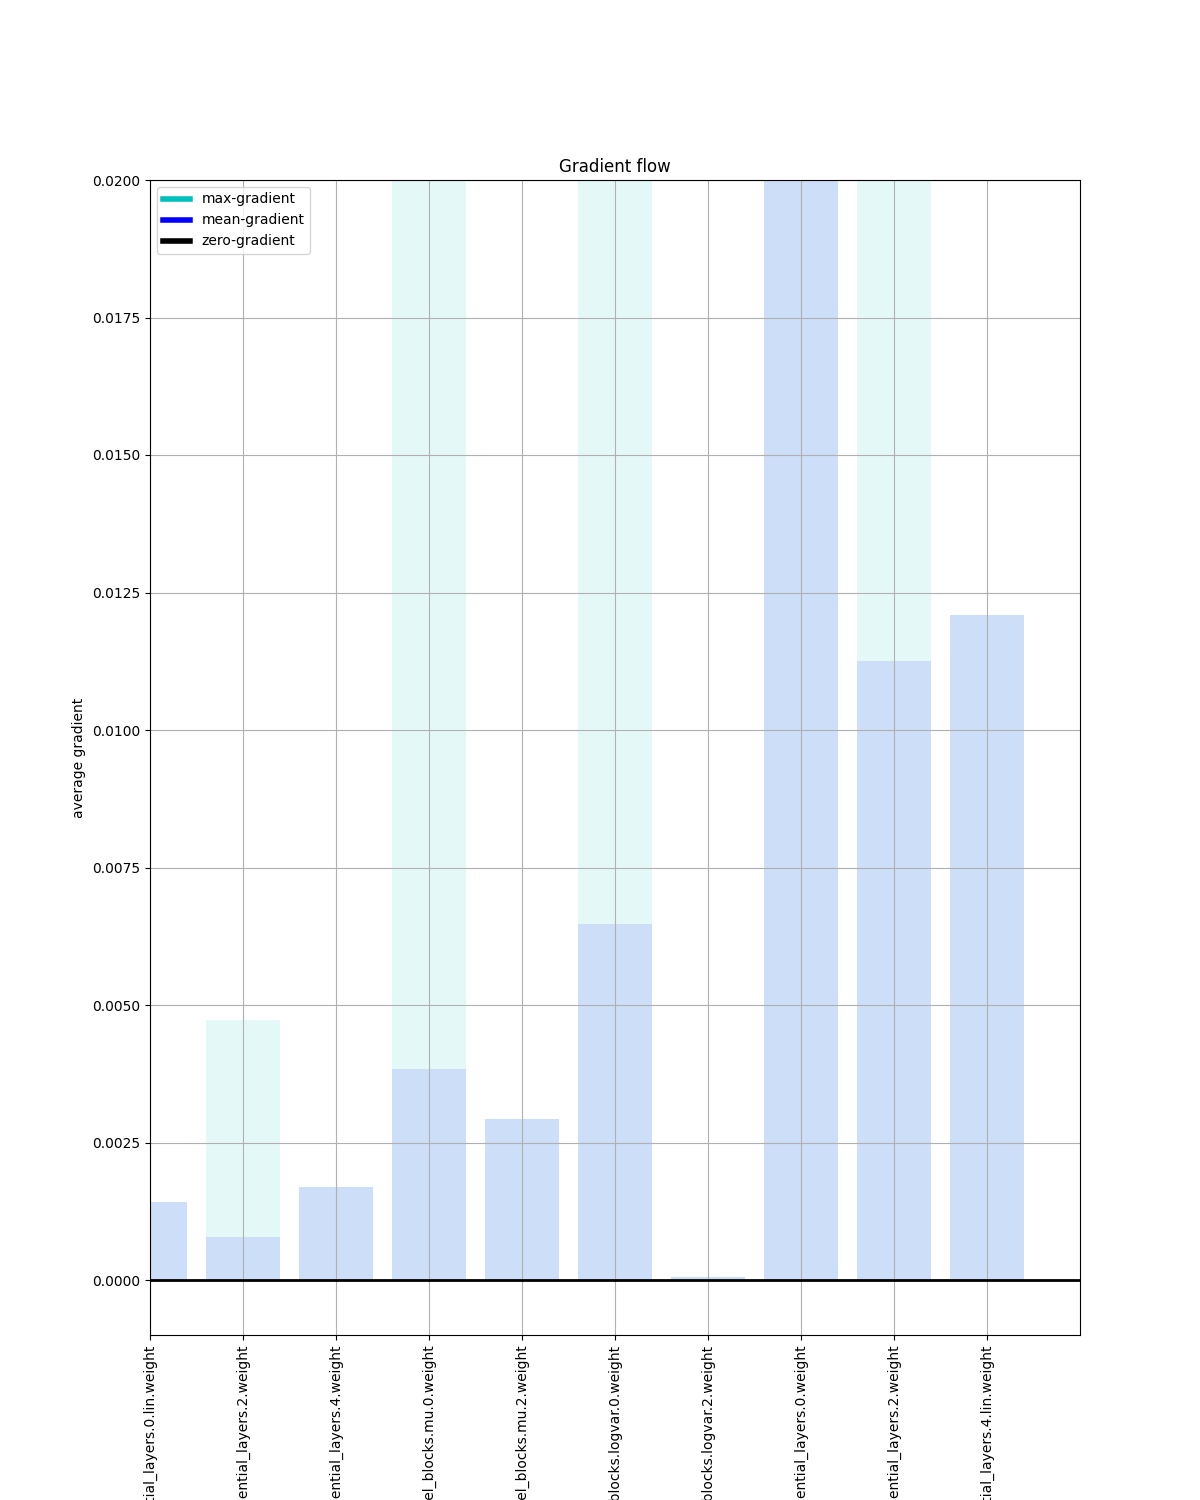 Gradient flow
max-gradient
mean-gradient
zero-gradient
0.0200
0.0175
0.0150
0.0125
0.0100
0.0075
0.0050
0.0025
0.0000
average gradient
tial_layers.0.lin.weight
ential_layers.2.weight
ential_layers.4.weight
el_blocks.mu.0.weight
el_blocks.mu.2.weight
blocks.logvar.0.weight
blocks.logvar.2.weight
ential_layers.0.weight
ential_layers.2.weight
tial_layers.4.lin.weight